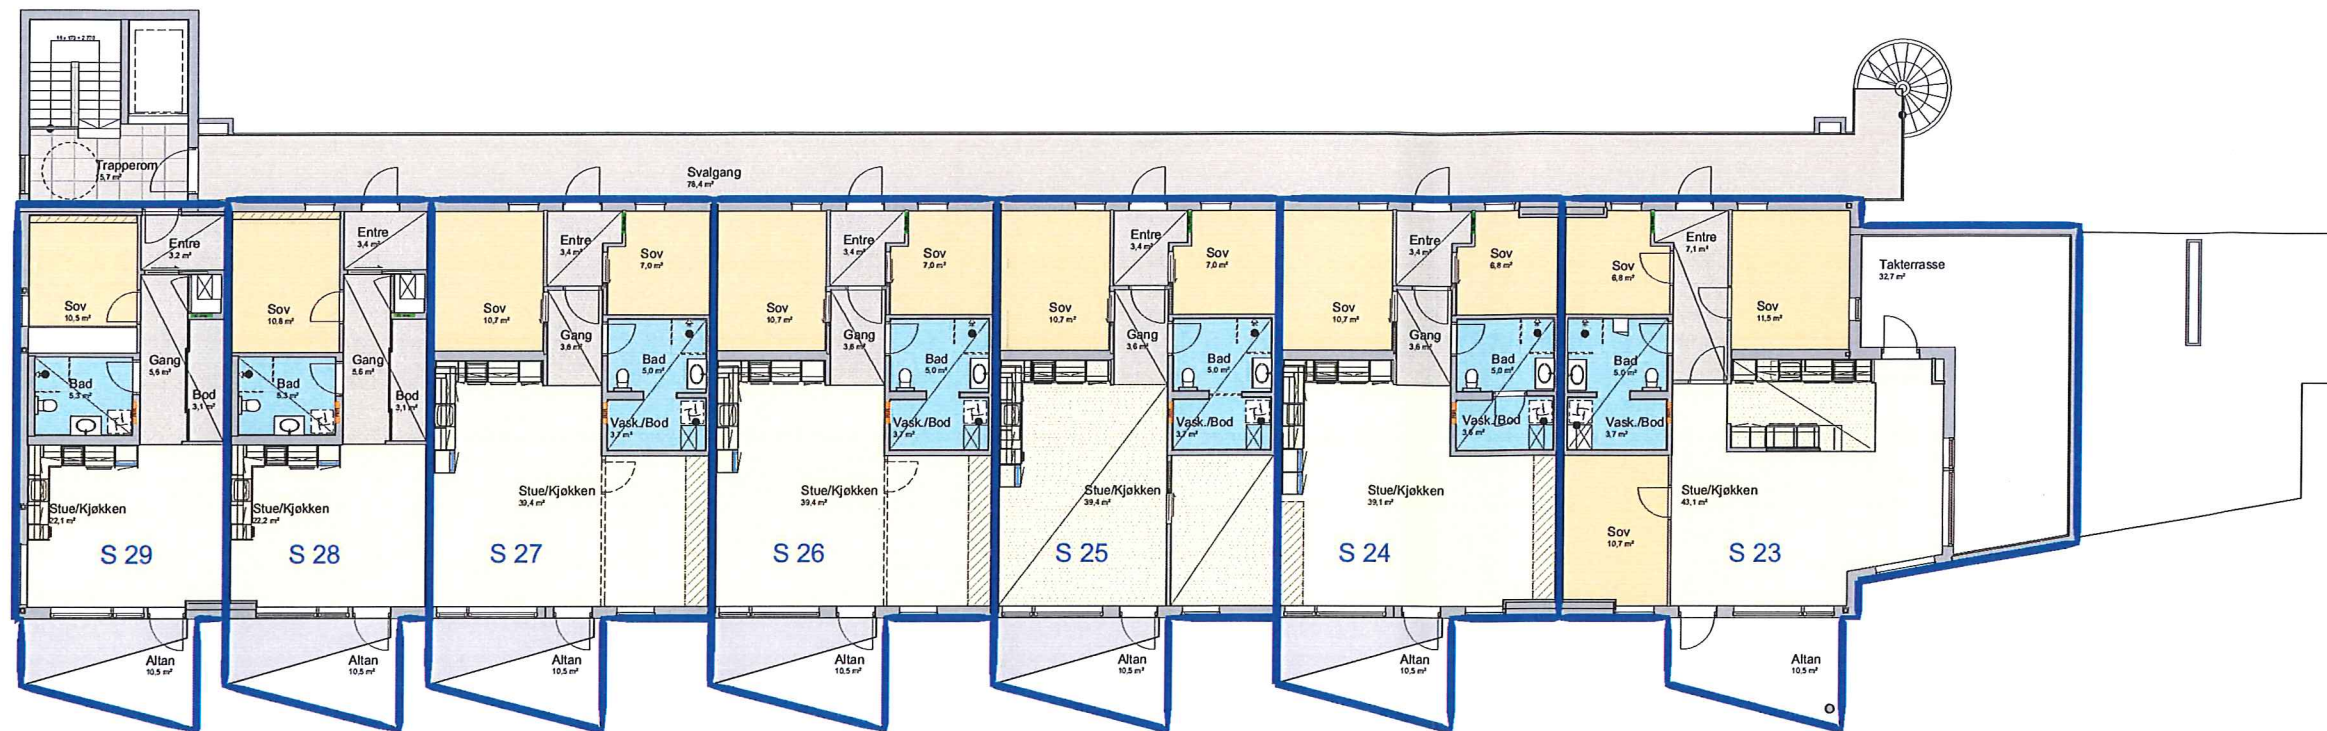 16 x 173 = 2 770
Trapperom
5,7 m²
Svalgang
76,4 m²
Entre
3,2 m²
Sov
10,5 m²
Gang
5,6 m²
Bad
5,3 m²
Bod
3,1 m²
Stue/Kjøkken
22,1 m²
S 29
Altan
10,5 m²
Entre
3,4 m²
Sov
10,8 m²
Gang
5,6 m²
Bad
5,3 m²
Bod
3,1 m²
Stue/Kjøkken
22,2 m²
S 28
Altan
10,5 m²
Entre
3,4 m²
Sov
7,0 m²
Sov
10,7 m²
Gang
3,6 m²
Bad
5,0 m²
Vask./Bod
3,7 m²
Stue/Kjøkken
39,4 m²
S 27
Altan
10,5 m²
Entre
3,4 m²
Sov
7,0 m²
Sov
10,7 m²
Gang
3,6 m²
Bad
5,0 m²
Vask./Bod
3,7 m²
Stue/Kjøkken
39,4 m²
S 26
Altan
10,5 m²
Entre
3,4 m²
Sov
7,0 m²
Sov
10,7 m²
Gang
3,6 m²
Bad
5,0 m²
Vask./Bod
3,7 m²
Stue/Kjøkken
39,4 m²
S 25
Altan
10,5 m²
Entre
3,4 m²
Sov
6,8 m²
Sov
10,7 m²
Gang
3,6 m²
Bad
5,0 m²
Vask./Bod
3,6 m²
Stue/Kjøkken
39,1 m²
S 24
Altan
10,5 m²
Entre
7,1 m²
Sov
6,8 m²
Sov
11,5 m²
Bad
5,0 m²
Vask./Bod
3,7 m²
Stue/Kjøkken
43,1 m²
Sov
10,7 m²
S 23
Altan
10,5 m²
Takterrasse
32,7 m²